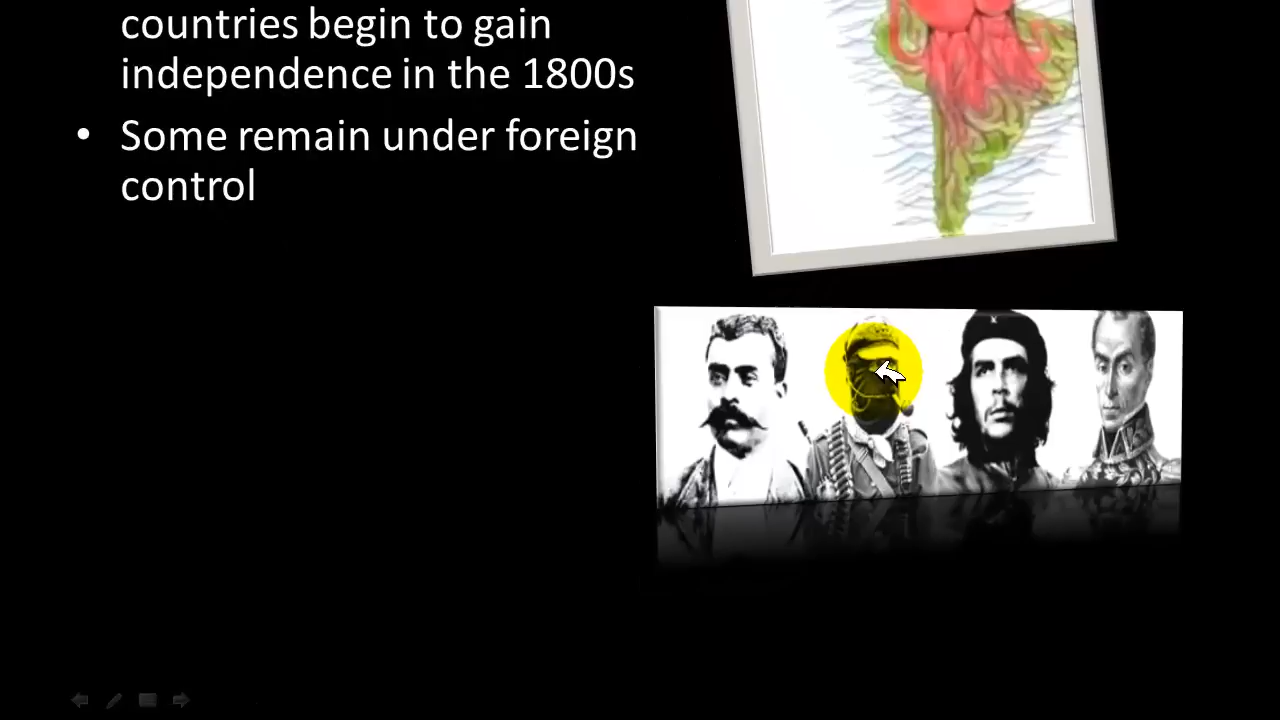 countries begin to gain
independence in the 1800s
• Some remain under foreign
control